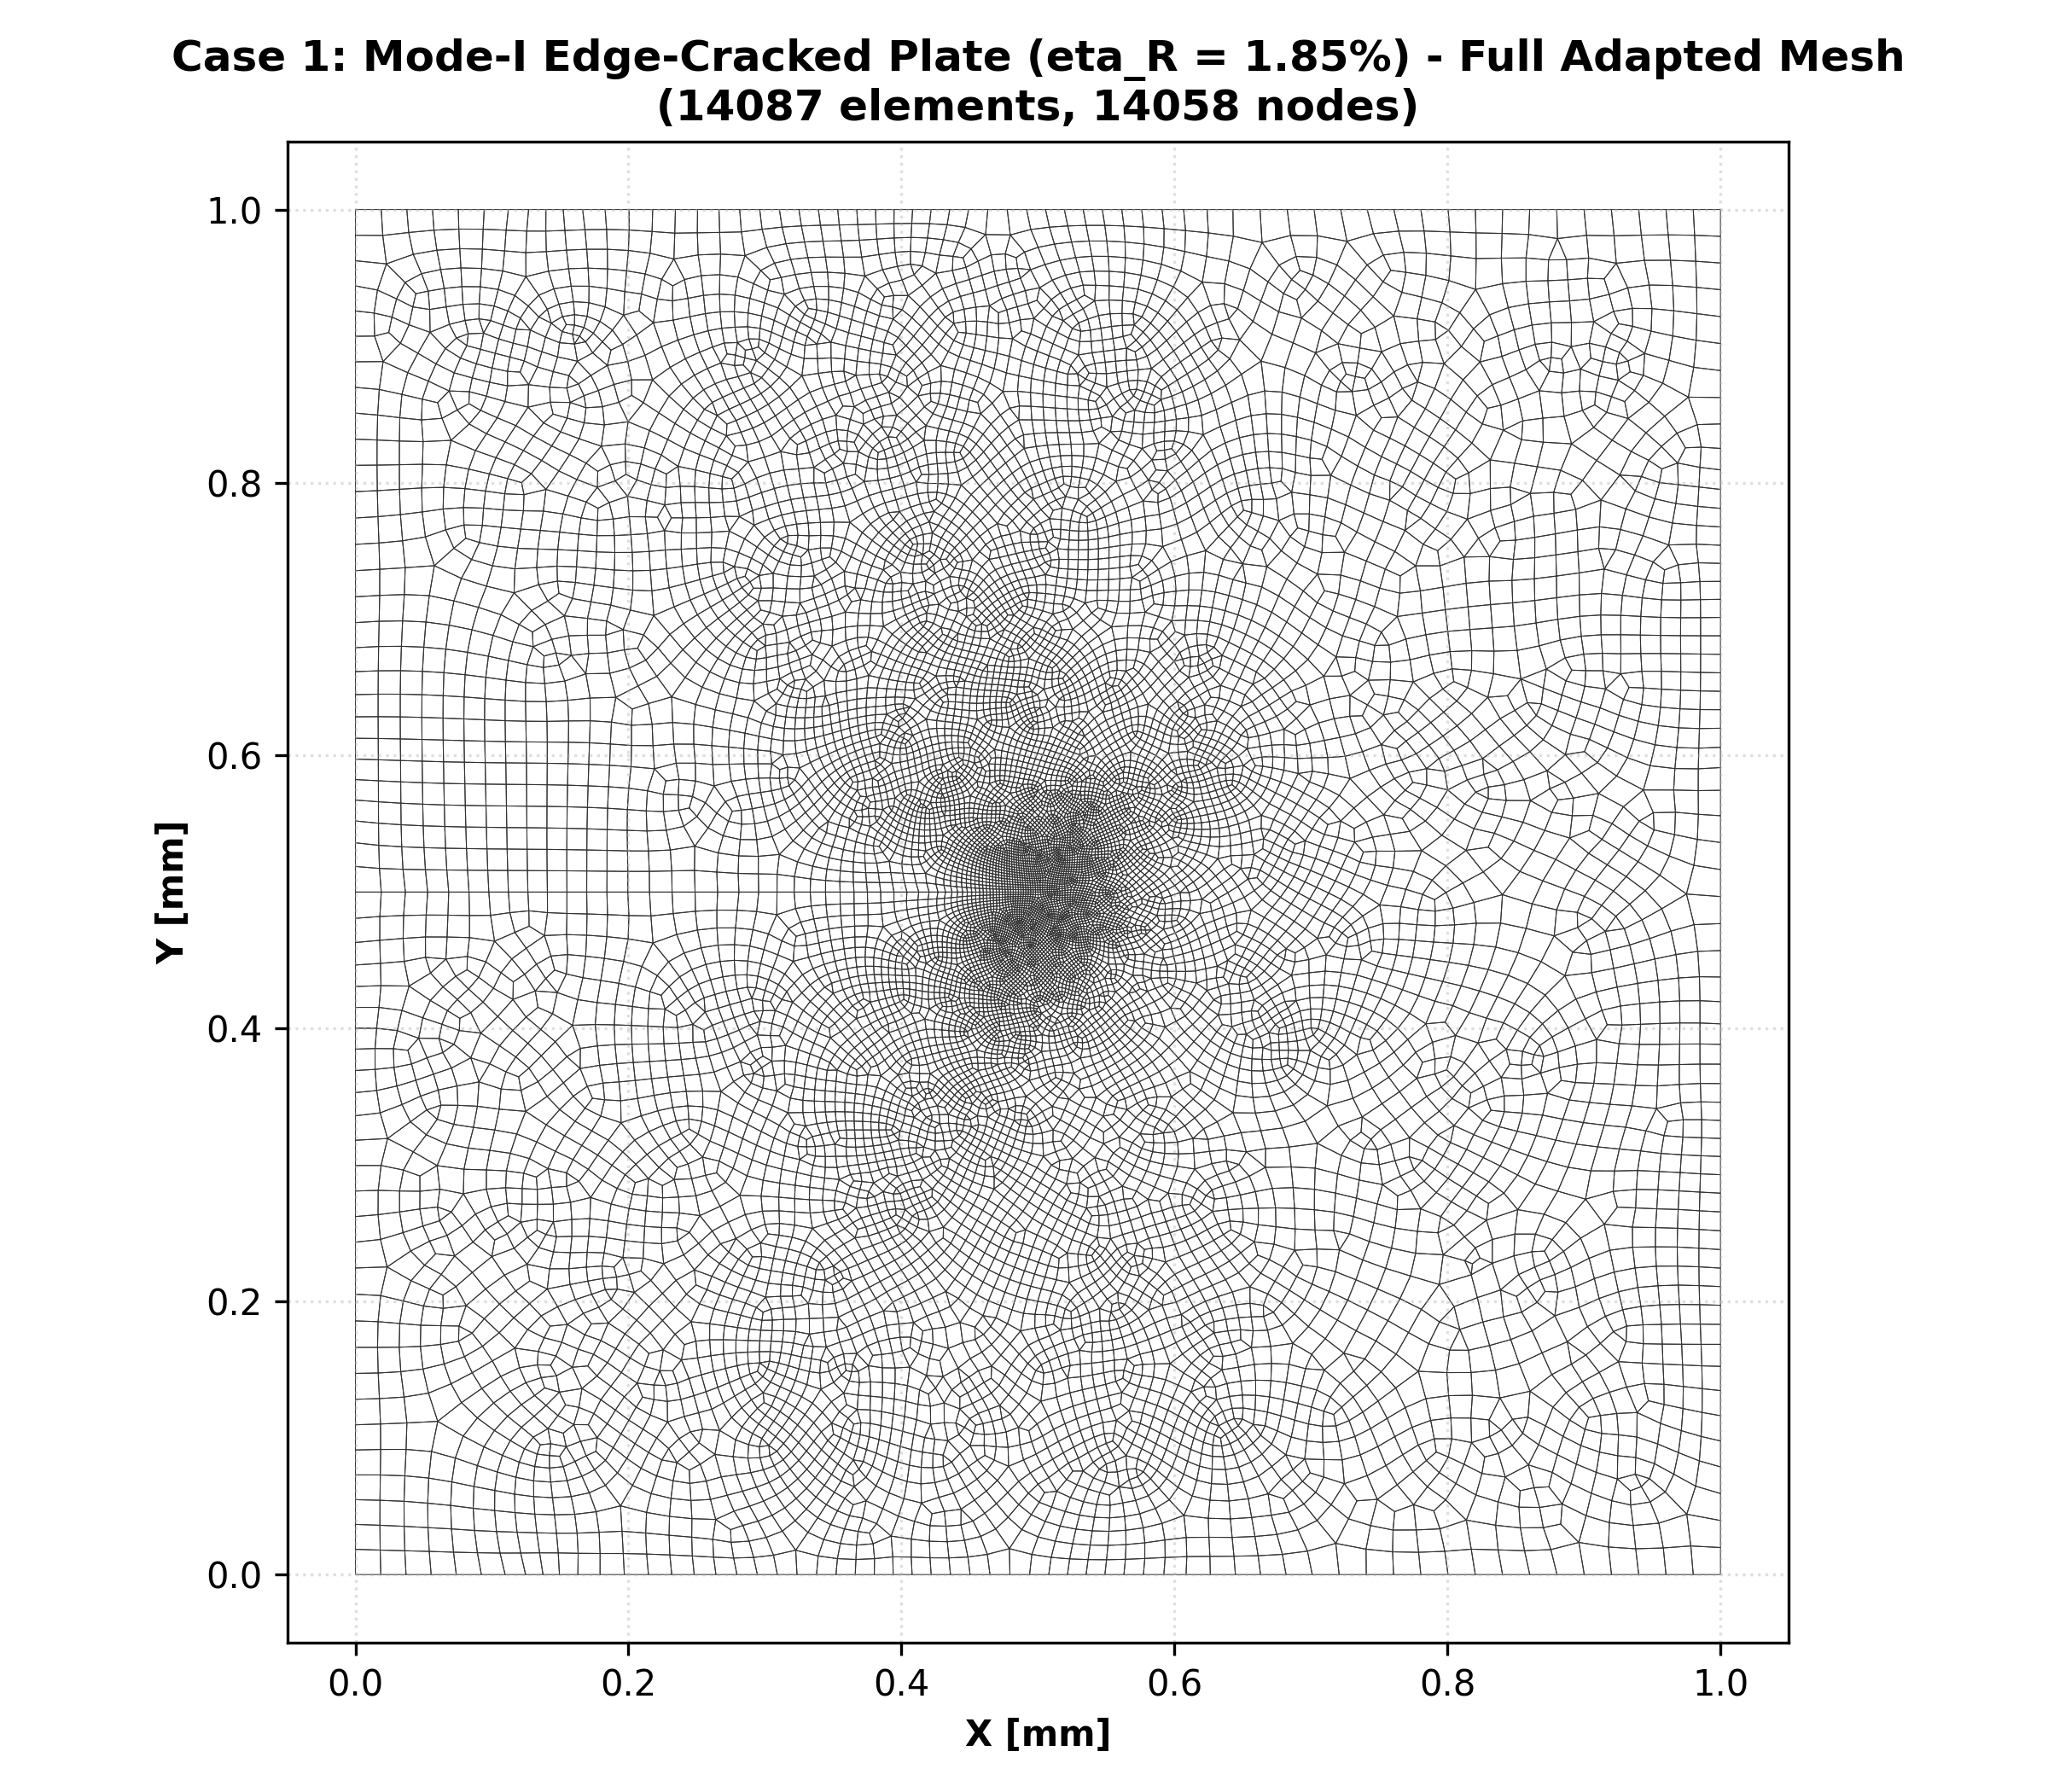 Case 1: Mode-I Edge-Cracked Plate (eta_R = 1.85%) - Full Adapted Mesh
(14087 elements, 14058 nodes)
1.0
0.8
0.6
0.4
0.2
0.0
Y [mm]
0.0 0.2 0.4 0.6 0.8 1.0
X [mm]